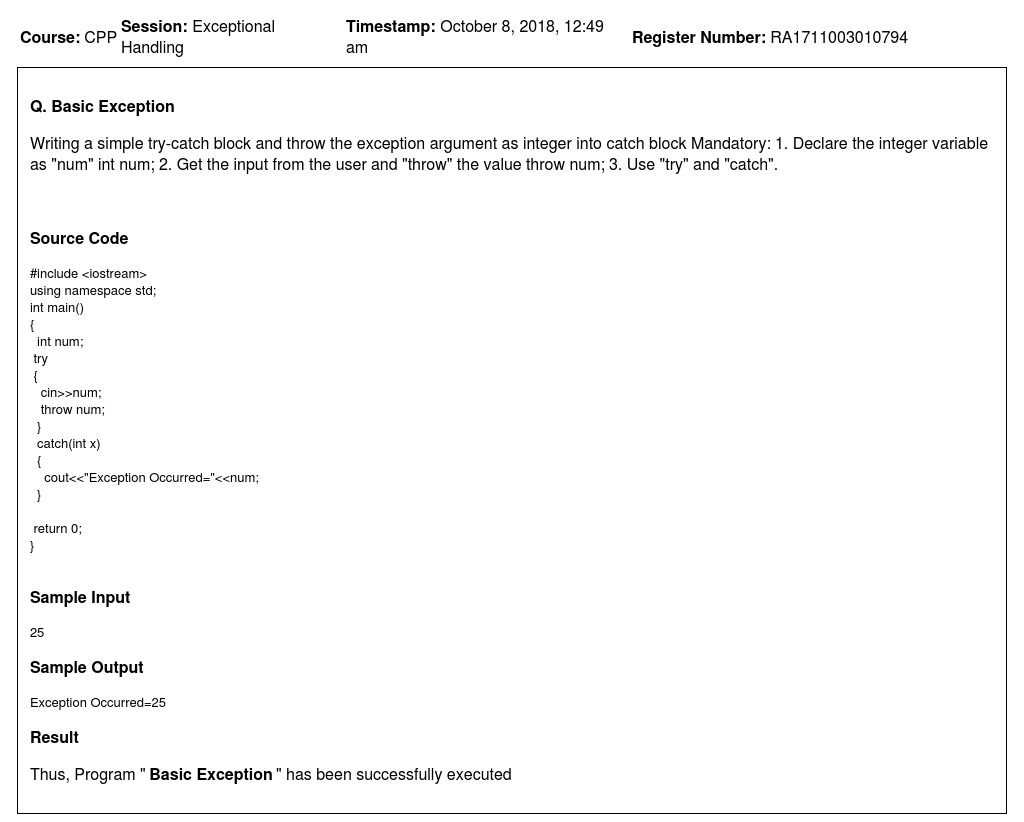 Course: CPP Session: Exceptional Handling Timestamp: October 8, 2018, 12:49 am Register Number: RA1711003010794
Q. Basic Exception
Writing a simple try-catch block and throw the exception argument as integer into catch block Mandatory: 1. Declare the integer variable
as "num" int num; 2. Get the input from the user and "throw" the value throw num; 3. Use "try" and "catch".
Source Code
#include <iostream>
using namespace std;
int main()
{
int num;
try
{
cin>>num;
throw num;
}
catch(int x)
{
cout<<"Exception Occurred="<<num;
}
return 0;
}
Sample Input
25
Sample Output
Exception Occurred=25
Result
Thus, Program " Basic Exception " has been successfully executed